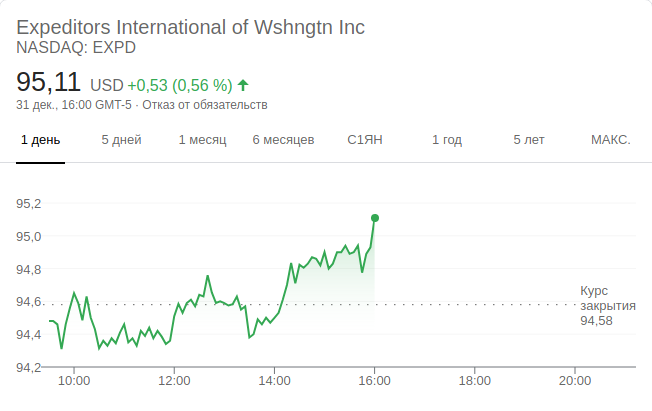 Expeditors International of Wshngtn Inc
NASDAQ: EXPD
95,11 USD +0,53 (0,56 %)
31 дек., 16:00 GMT-5 · Отказ от обязательств
1 день 5 дней 1 месяц 6 месяцев С1ЯН 1 год 5 лет МАКС.
95,2
95,0
94,8
94,6
94,4
94,2
Курс
закрытия
94,58
10:00 12:00 14:00 16:00 18:00 20:00